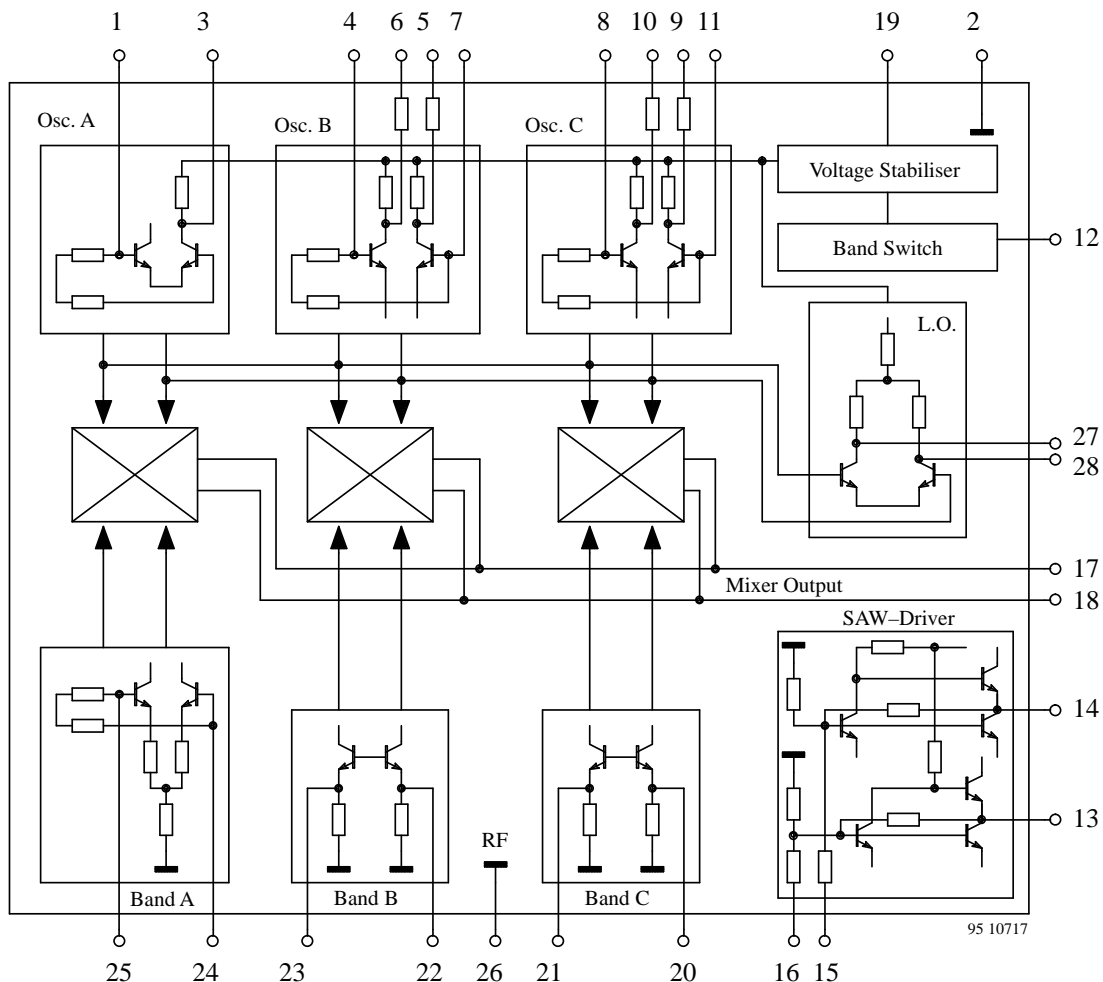 1 3 4 6 5 7 8 10 9 11 19 2
Osc. A Osc. B Osc. C
Voltage Stabiliser
Band Switch 12
L.O.
27
28
17
Mixer Output
18
SAW–Driver
14
13
RF
Band A Band B Band C
95 10717
25 24 23 22 26 21 20 16 15